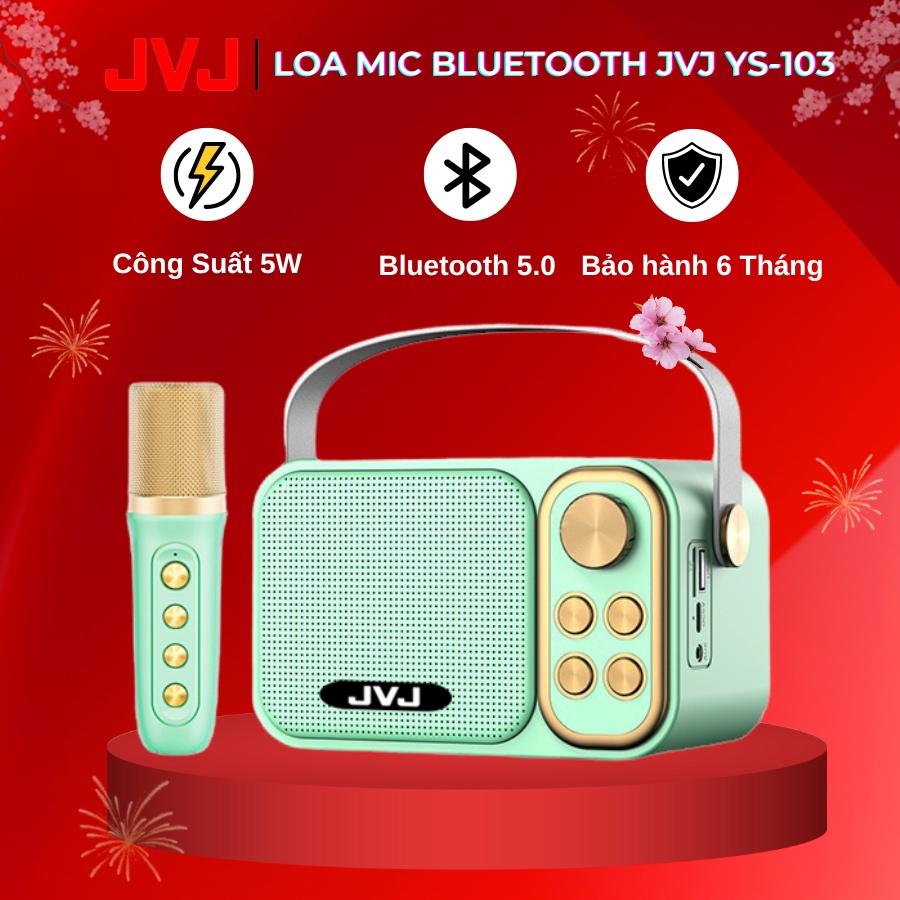 JVJ | LOA MIC BLUETOOTH JVJ YS-103
Công Suất 5W
Bluetooth 5.0
Bảo hành 6 Tháng
JVJ